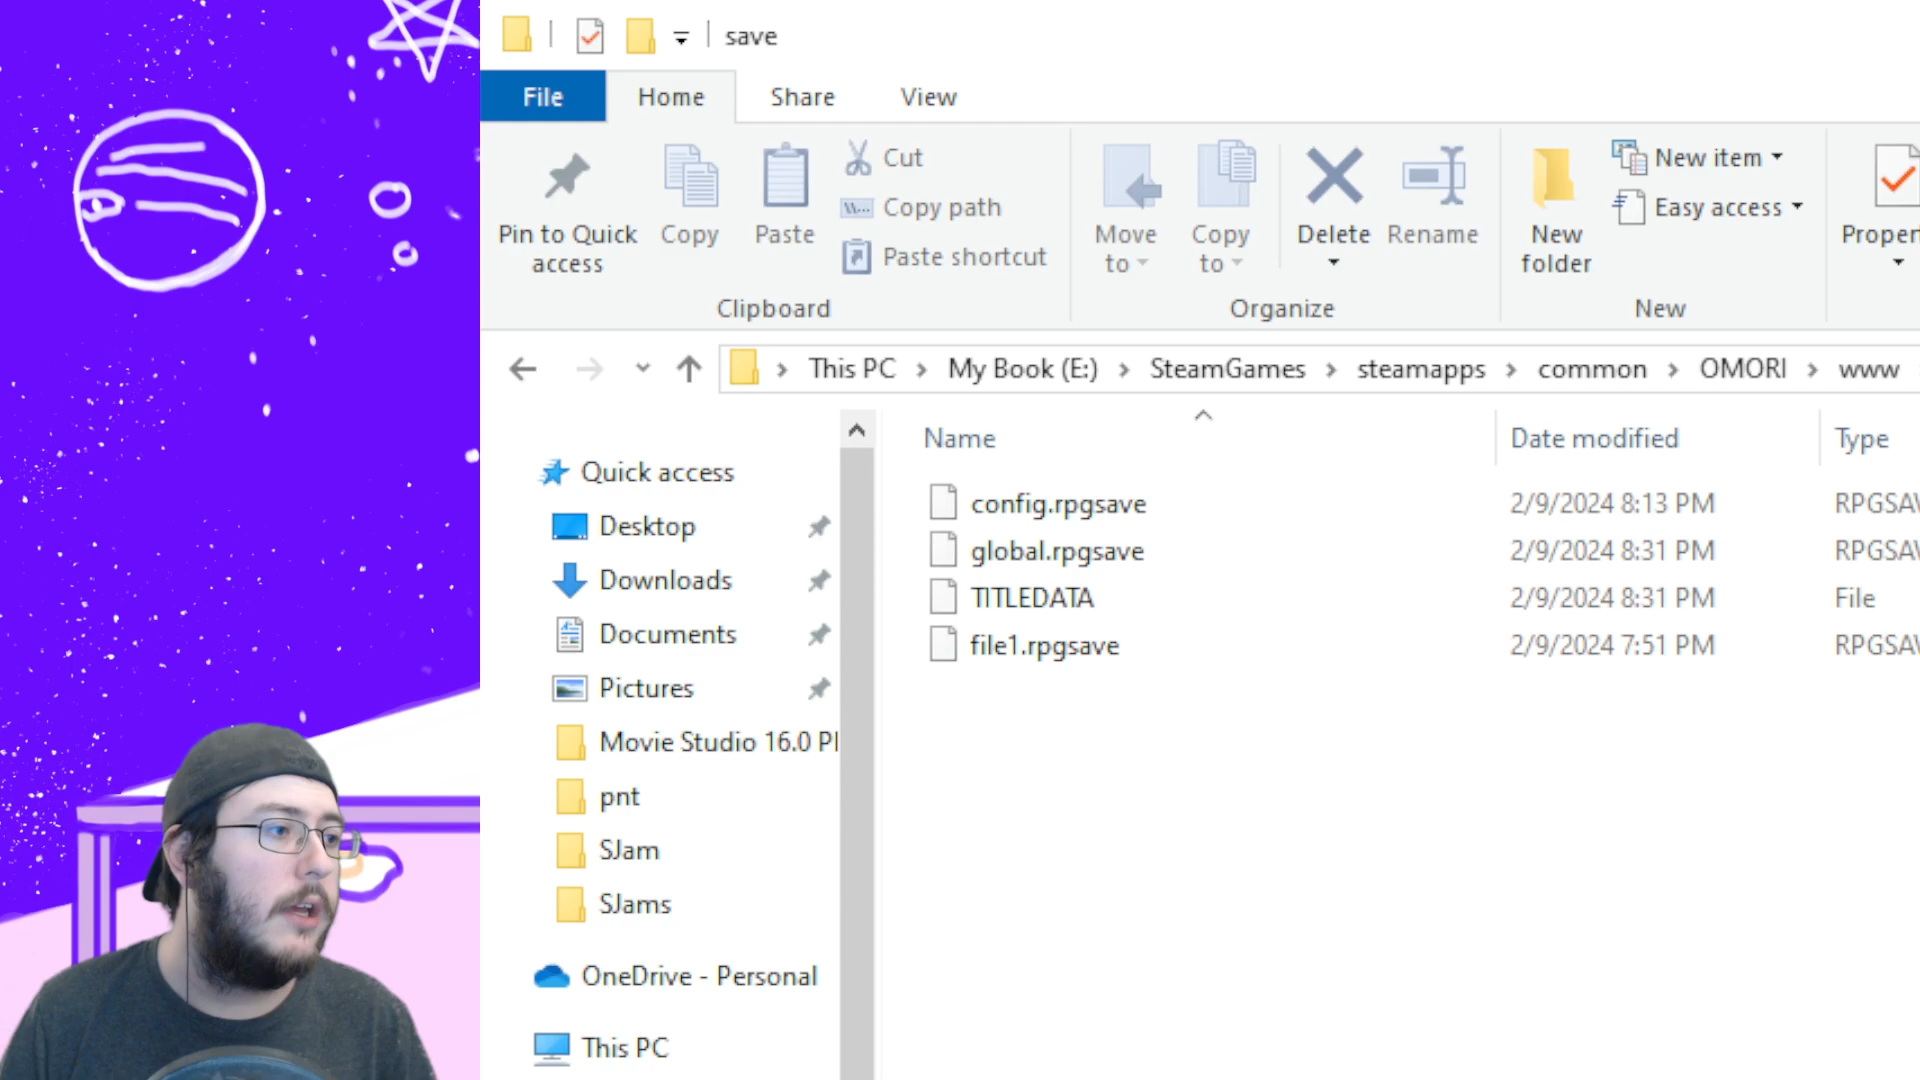 save
File Home Share View
Pin to Quick access
Copy
Paste
Cut
Copy path
Paste shortcut
Clipboard
Move to
Copy to
Delete
Rename
Organize
New folder
New item
Easy access
New
This PC > My Book (E:) > SteamGames > steamapps > common > OMORI > www
Name Date modified Type
config.rpgsave 2/9/2024 8:13 PM
global.rpgsave 2/9/2024 8:31 PM
TITLEDATA 2/9/2024 8:31 PM File
file1.rpgsave 2/9/2024 7:51 PM
Quick access
Desktop
Downloads
Documents
Pictures
Movie Studio 16.0
pnt
SJam
SJams
OneDrive - Personal
This PC